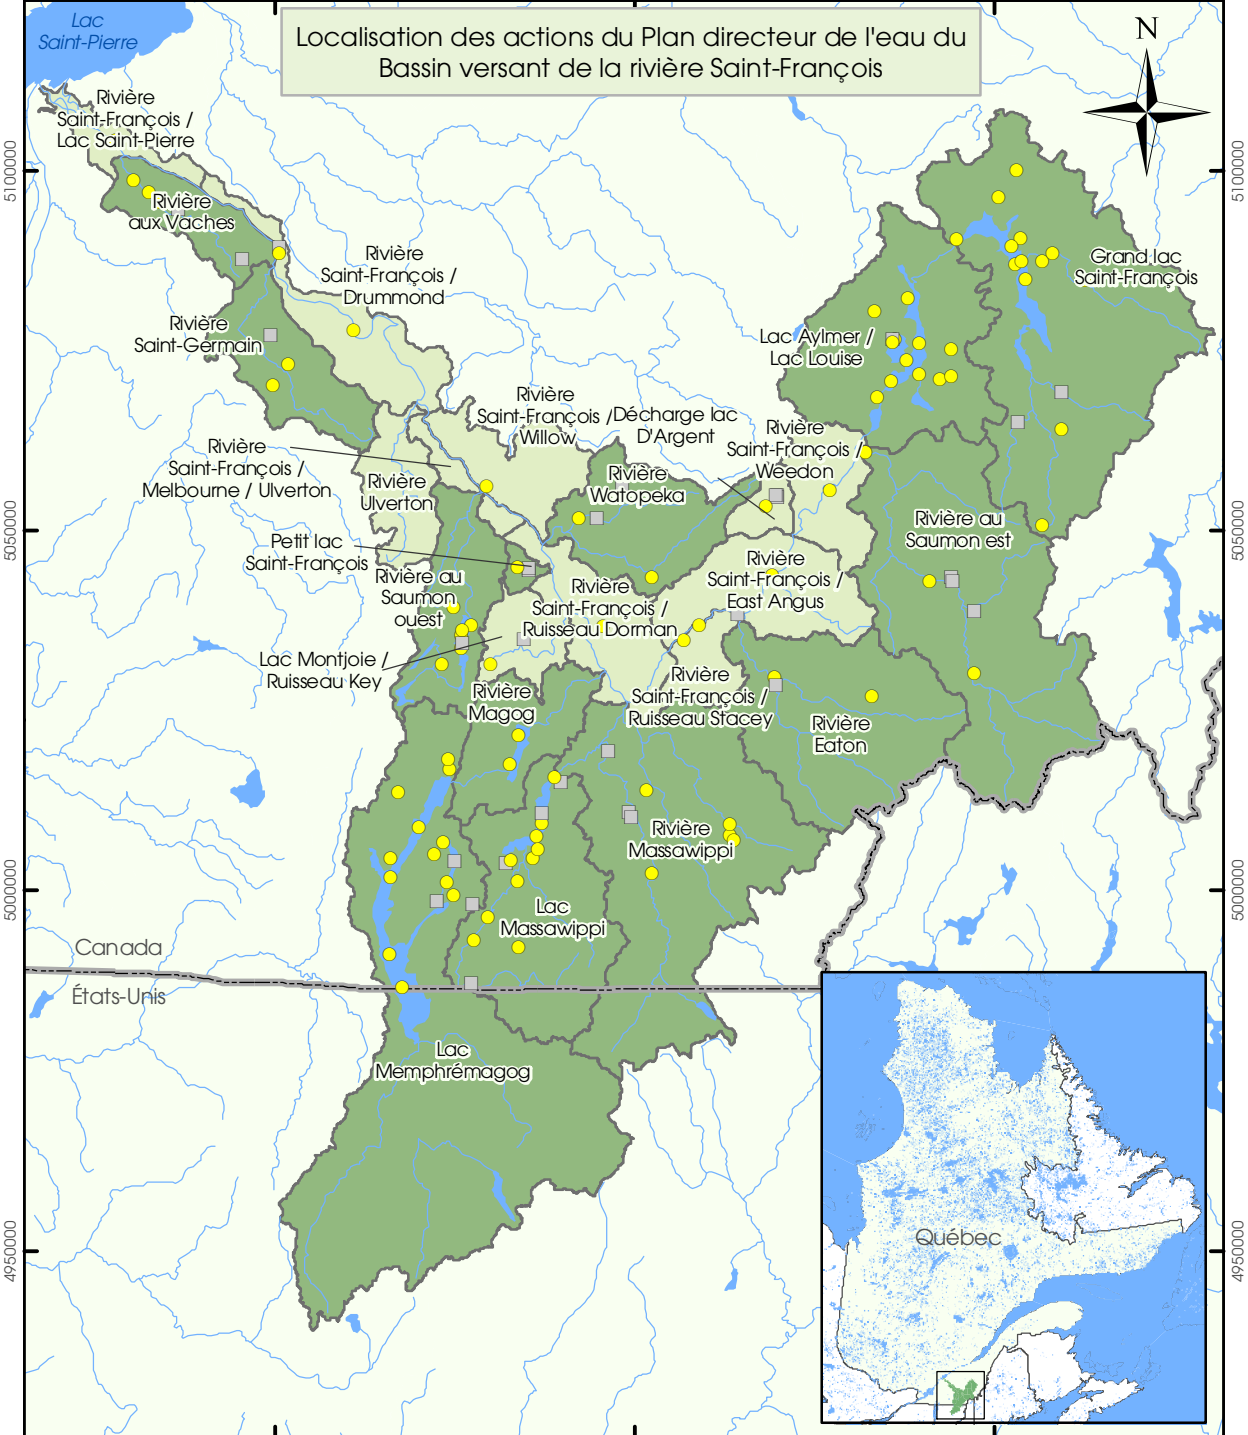 Lac
Saint-Pierre
Localisation des actions du Plan directeur de l'eau du
Bassin versant de la rivière Saint-François
N
Rivière
Saint-François /
Lac Saint-Pierre
5100000
5100000
Rivière
aux Vaches
Rivière
Saint-François /
Drummond
Grand lac
Saint-François
Rivière
Saint-Germain
Lac Aylmer /
Lac Louise
Rivière
Saint-François /
Willow
Décharge lac
D'Argent
Rivière
Saint-François /
Weedon
Rivière
Saint-François /
Melbourne / Ulverton
Rivière
Ulverton
Rivière
Watopeka
5050000
5050000
Rivière au
Saumon est
Petit lac
Saint-François
Rivière au
Saumon
ouest
Rivière
Saint-François /
Ruisseau Dorman
Rivière
Saint-François /
East Angus
Lac Montjoie /
Ruisseau Key
Rivière
Magog
Rivière
Saint-François /
Ruisseau Stacey
Rivière
Eaton
Rivière
Massawippi
5000000
5000000
Lac
Massawippi
Canada
États-Unis
Lac
Memphrémagog
Québec
4950000
4950000